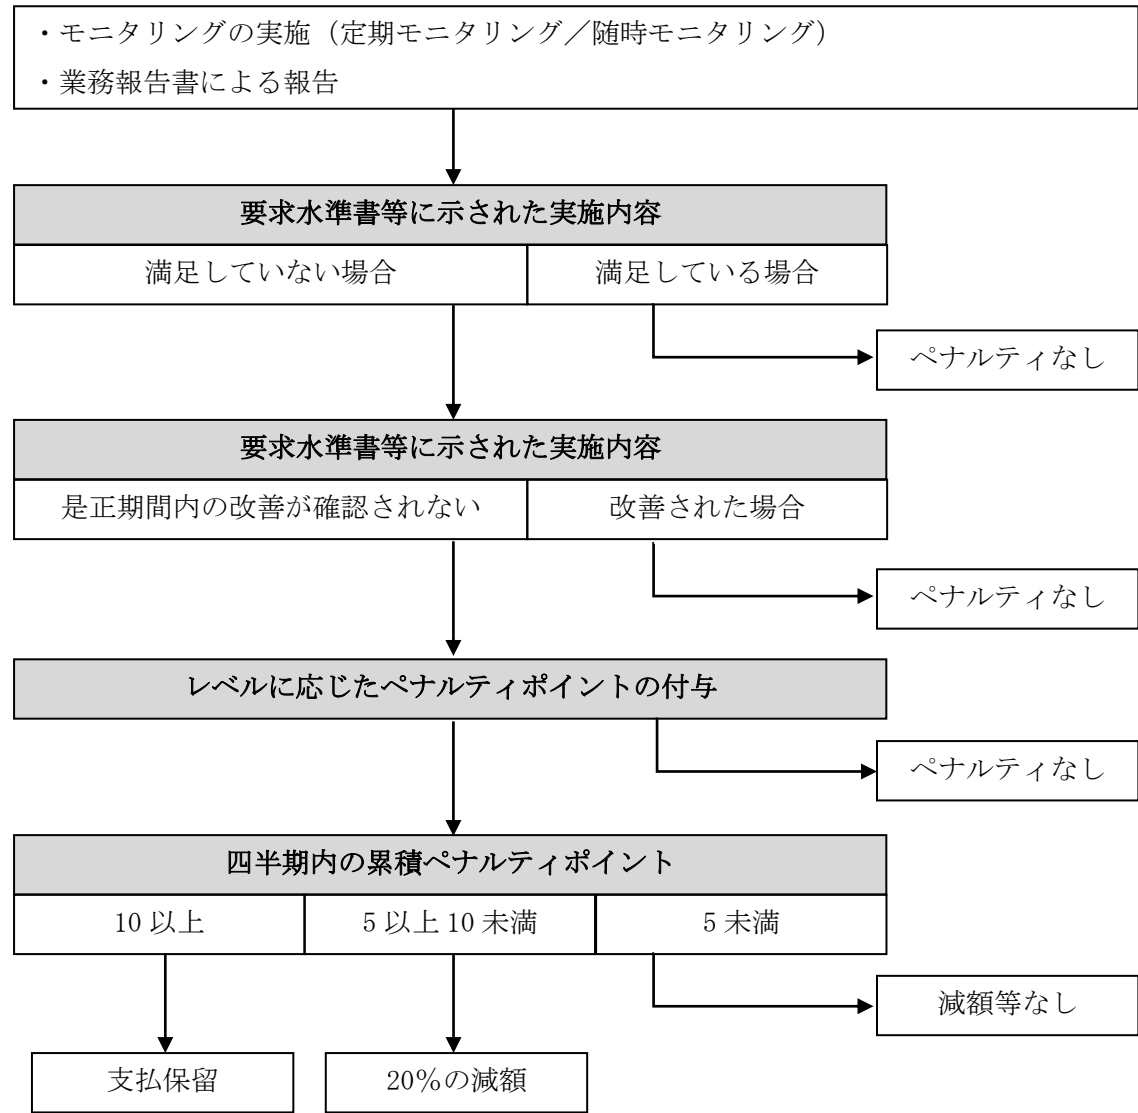 ・モニタリングの実施（定期モニタリング／随時モニタリング）
・業務報告書による報告
要求水準書等に示された実施内容
満足していない場合
満足している場合
ペナルティなし
要求水準書等に示された実施内容
是正期間内の改善が確認されない
改善された場合
ペナルティなし
レベルに応じたペナルティポイントの付与
ペナルティなし
四半期内の累積ペナルティポイント
10 以上
5 以上 10 未満
5 未満
減額等なし
支払保留
20％の減額